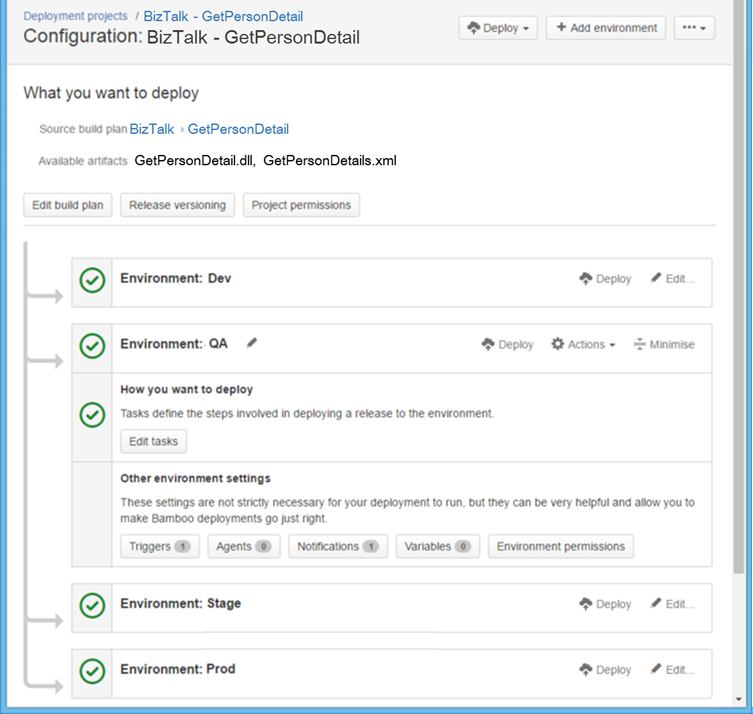 Deployment projects / BizTalk - GetPersonDetail
Configuration: BizTalk - GetPersonDetail
Deploy
Add environment
What you want to deploy
Source build plan BizTalk › GetPersonDetail
Available artifacts GetPersonDetail.dll, GetPersonDetails.xml
Edit build plan Release versioning Project permissions
Environment: Dev Deploy Edit...
Environment: QA Deploy Actions Minimise
How you want to deploy
Tasks define the steps involved in deploying a release to the environment.
Edit tasks
Other environment settings
These settings are not strictly necessary for your deployment to run, but they can be very helpful and allow you to
make Bamboo deployments go just right.
Triggers 1 Agents 0 Notifications 1 Variables 0 Environment permissions
Environment: Stage Deploy Edit...
Environment: Prod Deploy Edit...